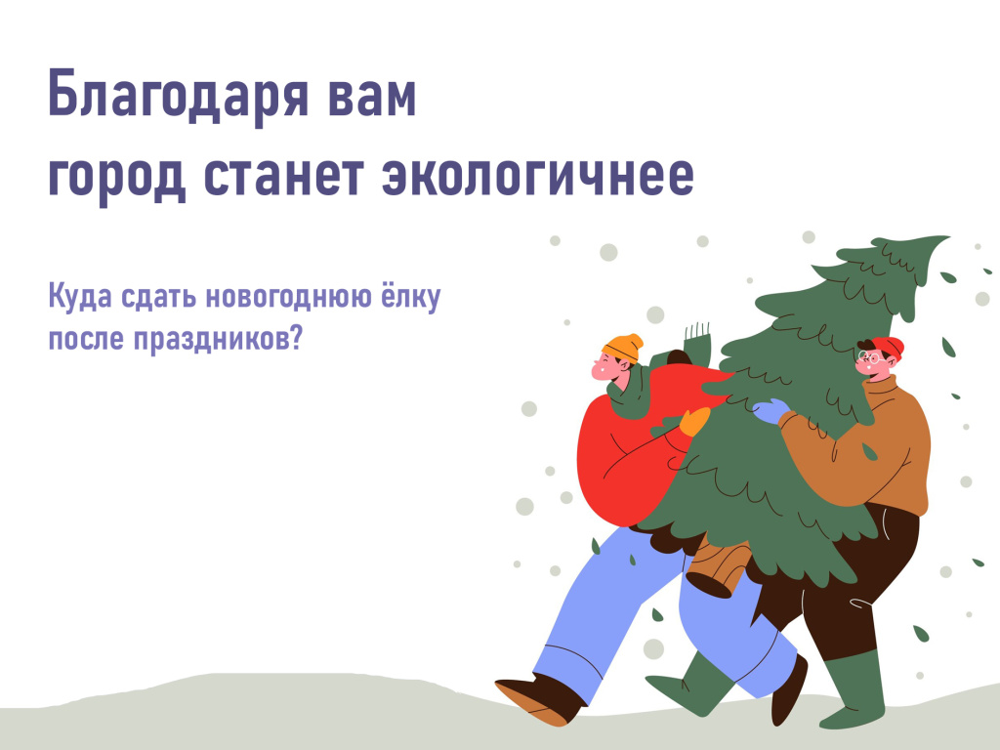 Благодаря вам
город станет экологичнее
Куда сдать новогоднюю ёлку
после праздников?